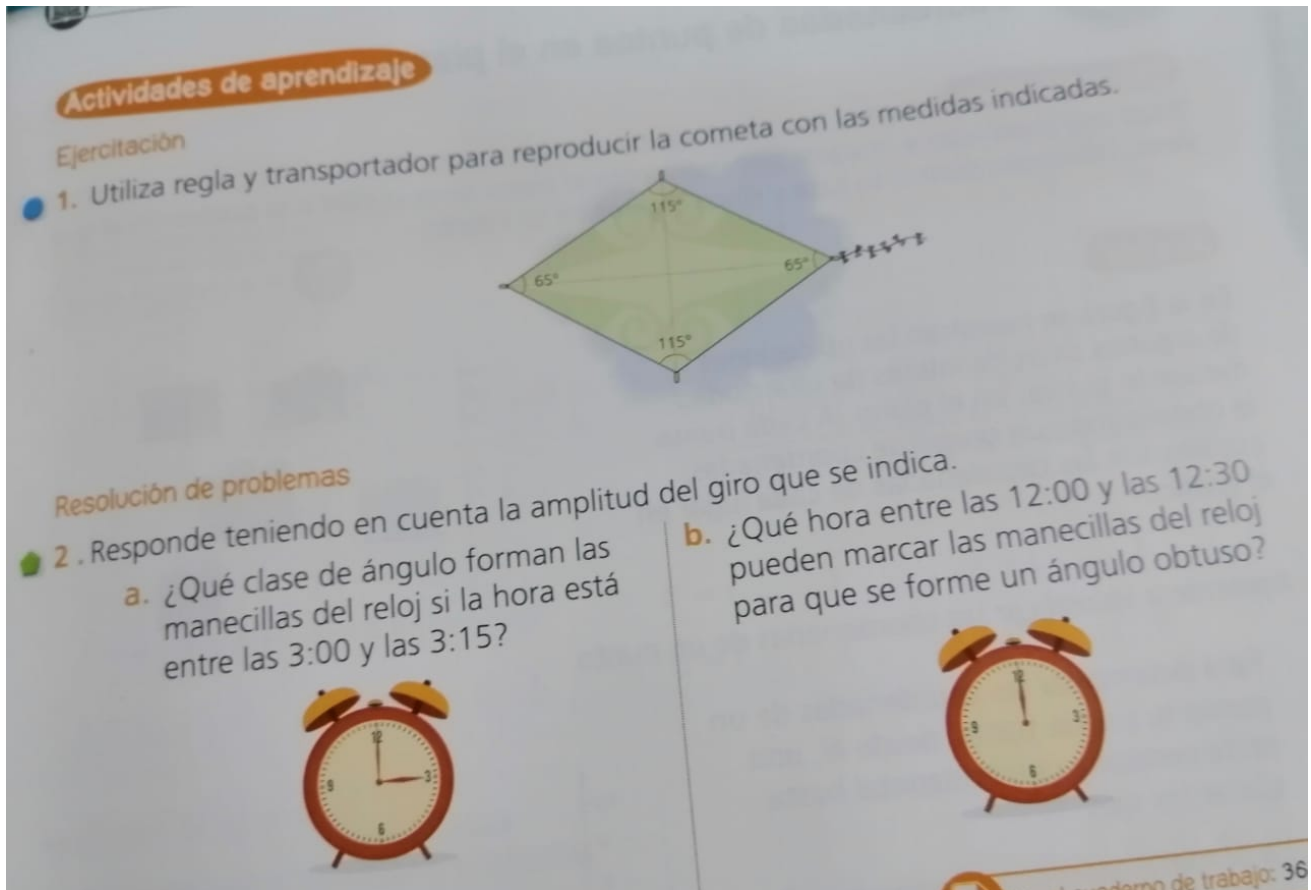 Actividades de aprendizaje
Ejercitación
1. Utiliza regla y transportador para reproducir la cometa con las medidas indicadas.
115°
65°
65°
115°
Resolución de problemas
2. Responde teniendo en cuenta la amplitud del giro que se indica.
a. ¿Qué clase de ángulo forman las
manecillas del reloj si la hora está
entre las 3:00 y las 3:15?
12
9
3
6
b. ¿Qué hora entre las 12:00 y las 12:30
pueden marcar las manecillas del reloj
para que se forme un ángulo obtuso?
12
9
3
6
de trabajo: 36